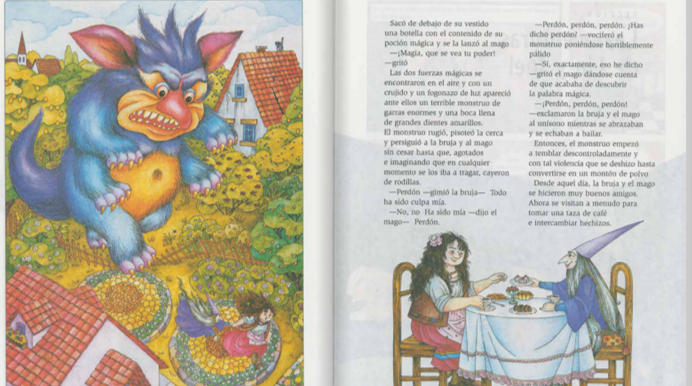 Sacó de debajo de su vestido
una botella con el contenido de su
poción mágica y se la lanzó al mago
—¡Magia, que se vea tu poder!
—gritó
Las dos fuerzas mágicas se
encontraron en el aire y con un
crujido y un fogonazo de luz apareció
ante ellos un terrible monstruo de
garras enormes y una boca llena
de grandes dientes amarillos.
El monstruo rugió, pisoteó la cerca
y persiguió a la bruja y al mago
sin cesar hasta que, agotados
e imaginando que en cualquier
momento se los iba a tragar, cayeron
de rodillas.
—Perdón —gimió la bruja— Todo
ha sido culpa mía.
—No, no Ha sido mía —dijo el
mago— Perdón.
—Perdón, perdón, perdón. ¿Has
dicho perdón? —vociferó el
monstruo poniéndose horriblemente
pálido
—Sí, exactamente, eso he dicho
—gritó el mago dándose cuenta
de que acababa de descubrir
la palabra mágica.
—¡Perdón, perdón, perdón!
—exclamaron la bruja y el mago
al unísono mientras se abrazaban
y se echaban a bailar.
Entonces, el monstruo empezó
a temblar descontroladamente y
con tal violencia que se deshizo hasta
convertirse en un montón de polvo
Desde aquel día, la bruja y el mago
se hicieron muy buenos amigos.
Ahora se visitan a menudo para
tomar una taza de café
e intercambiar hechizos.